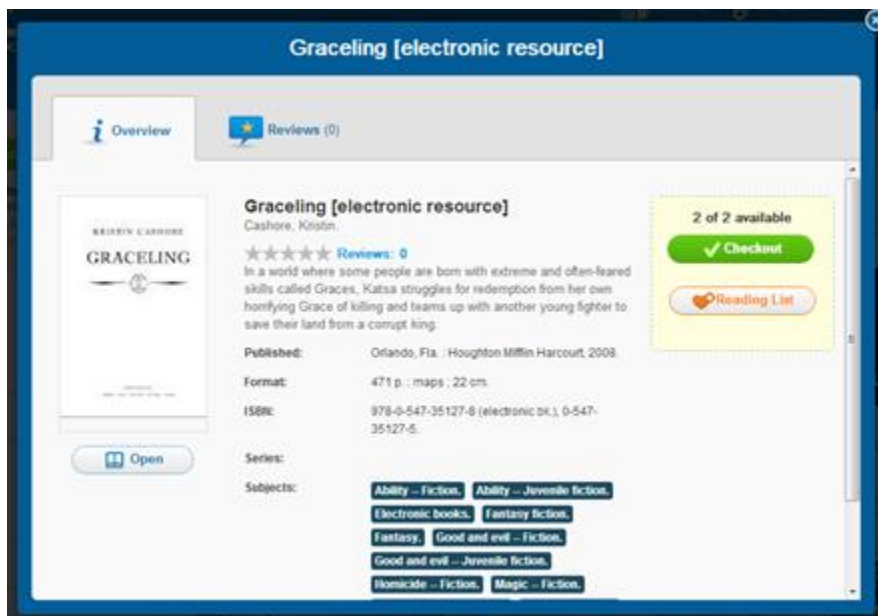 Graceling [electronic resource]
Overview
Reviews (0)
KRISTIN CASHORE
GRACELING
Open
Graceling [electronic resource]
Cashore, Kristin.
Reviews: 0
In a world where some people are born with extreme and often-feared
skills called Graces, Katsa struggles for redemption from her own
horrifying Grace of killing and teams up with another young fighter to
save their land from a corrupt king.
Published: Orlando, Fla. : Houghton Mifflin Harcourt, 2008.
Format: 471 p. : maps ; 22 cm.
ISBN: 978-0-547-35127-8 (electronic bk.), 0-547-
35127-5.
Series:
Subjects: Ability -- Fiction. Ability -- Juvenile fiction.
Electronic books. Fantasy fiction.
Fantasy. Good and evil -- Fiction.
Good and evil -- Juvenile fiction.
Homicide -- Fiction. Magic -- Fiction.
2 of 2 available
Checkout
Reading List